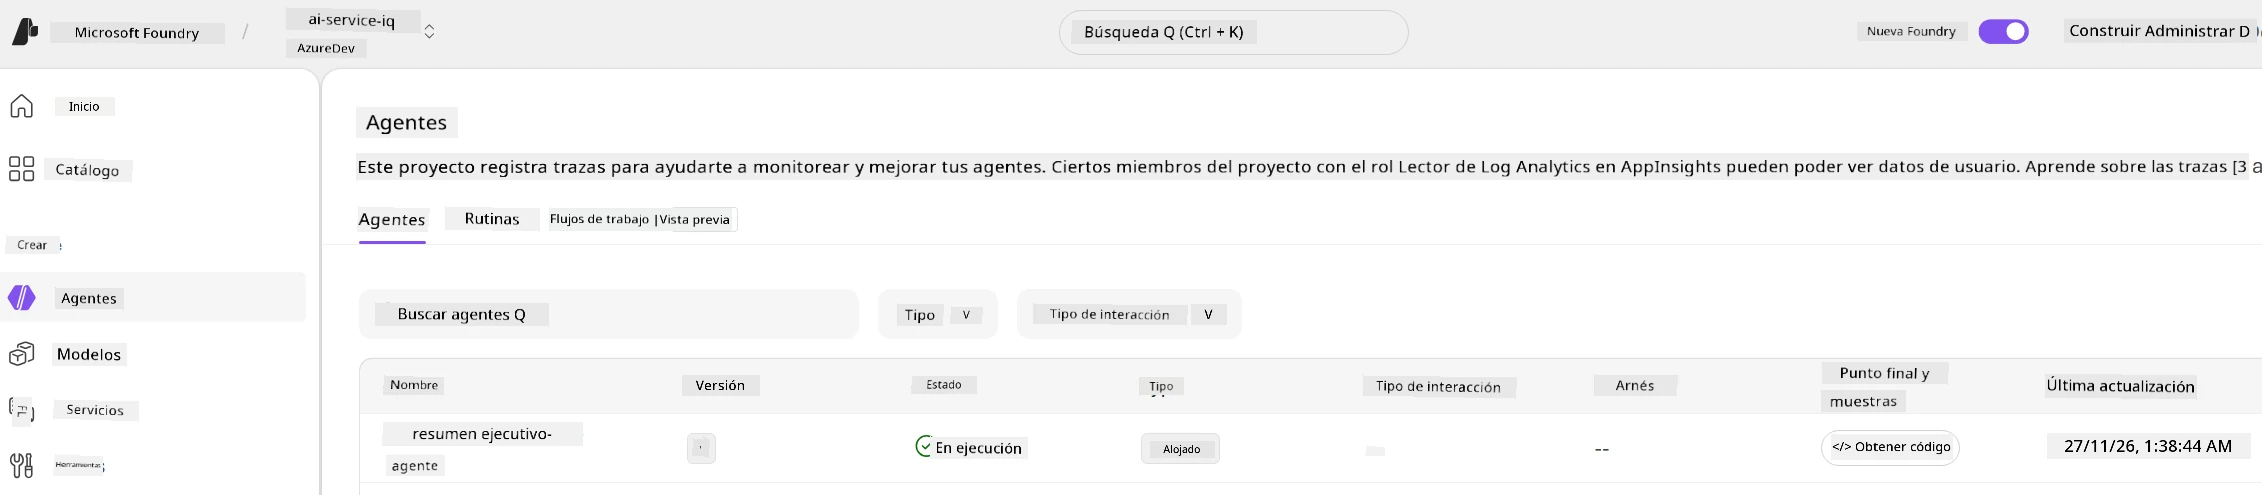 Microsoft Foundry
/
ai-service-iq
AzureDev
Búsqueda Q (Ctrl + K)
Nueva Foundry
Construir Administrar D
Inicio
Catálogo
Crear
Agentes
Modelos
Servicios
Herramientas
Agentes
Este proyecto registra trazas para ayudarte a monitorear y mejorar tus agentes. Ciertos miembros del proyecto con el rol Lector de Log Analytics en AppInsights pueden poder ver datos de usuario. Aprende sobre las trazas [3 a
Agentes
Rutinas
Flujos de trabajo |Vista previa
Buscar agentes Q
Tipo V
Tipo de interacción V
Nombre
Versión
Estado
Tipo
Tipo de interacción
Arnés
Punto final y
muestras
Última actualización
resumen ejecutivo-
agente
En ejecución
Alojado
--
</> Obtener código
27/11/26, 1:38:44 AM